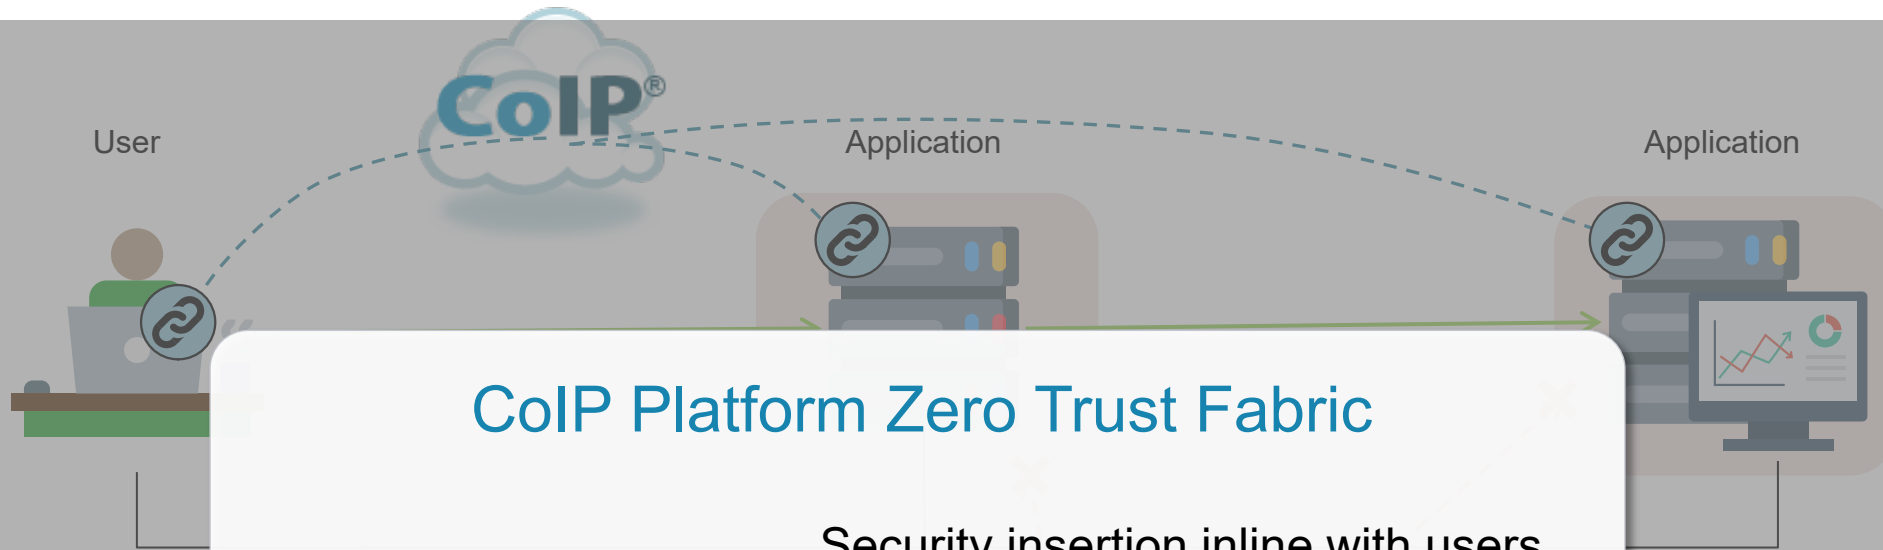 CoIP®
User
Application
Application
CoIP Platform Zero Trust Fabric
Security insertion inline with users